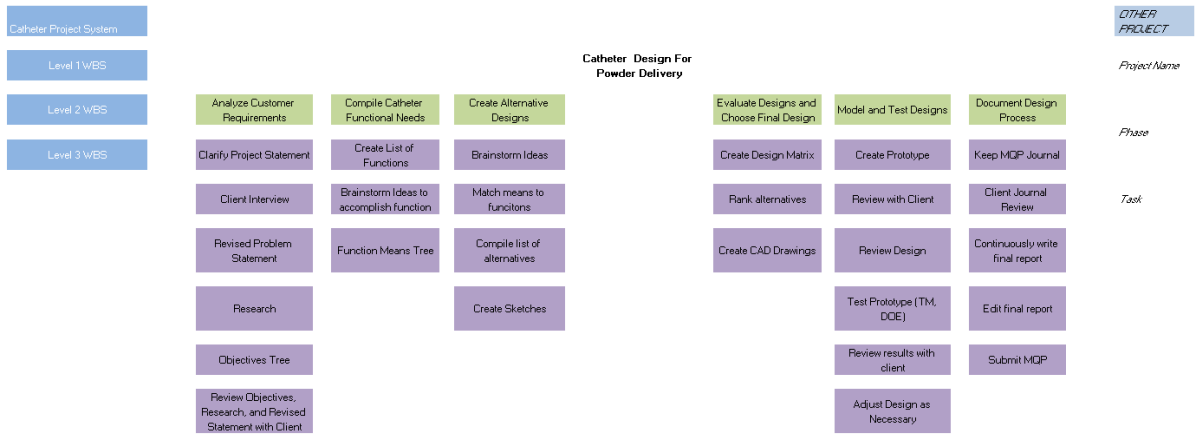 Catheter Project System
OTHER
PROJECT
Level 1 WBS
Catheter Design For
Powder Delivery
Project Name
Level 2 WBS
Analyze Customer
Requirements
Compile Catheter
Functional Needs
Create Alternative
Designs
Evaluate Designs and
Choose Final Design
Model and Test Designs
Document Design
Process
Phase
Level 3 WBS
Clarify Project Statement
Create List of
Functions
Brainstorm Ideas
Create Design Matrix
Create Prototype
Keep MQP Journal
Client Interview
Brainstorm Ideas to
accomplish function
Match means to
funcitons
Rank alternatives
Review with Client
Client Journal
Review
Task
Revised Problem
Statement
Function Means Tree
Compile list of
alternatives
Create CAD Drawings
Review Design
Continuously write
final report
Research
Create Sketches
Test Prototype (TM,
DOE)
Edit final report
Objectives Tree
Review results with
client
Submit MQP
Review Objectives,
Research, and Revised
Statement with Client
Adjust Design as
Necessary